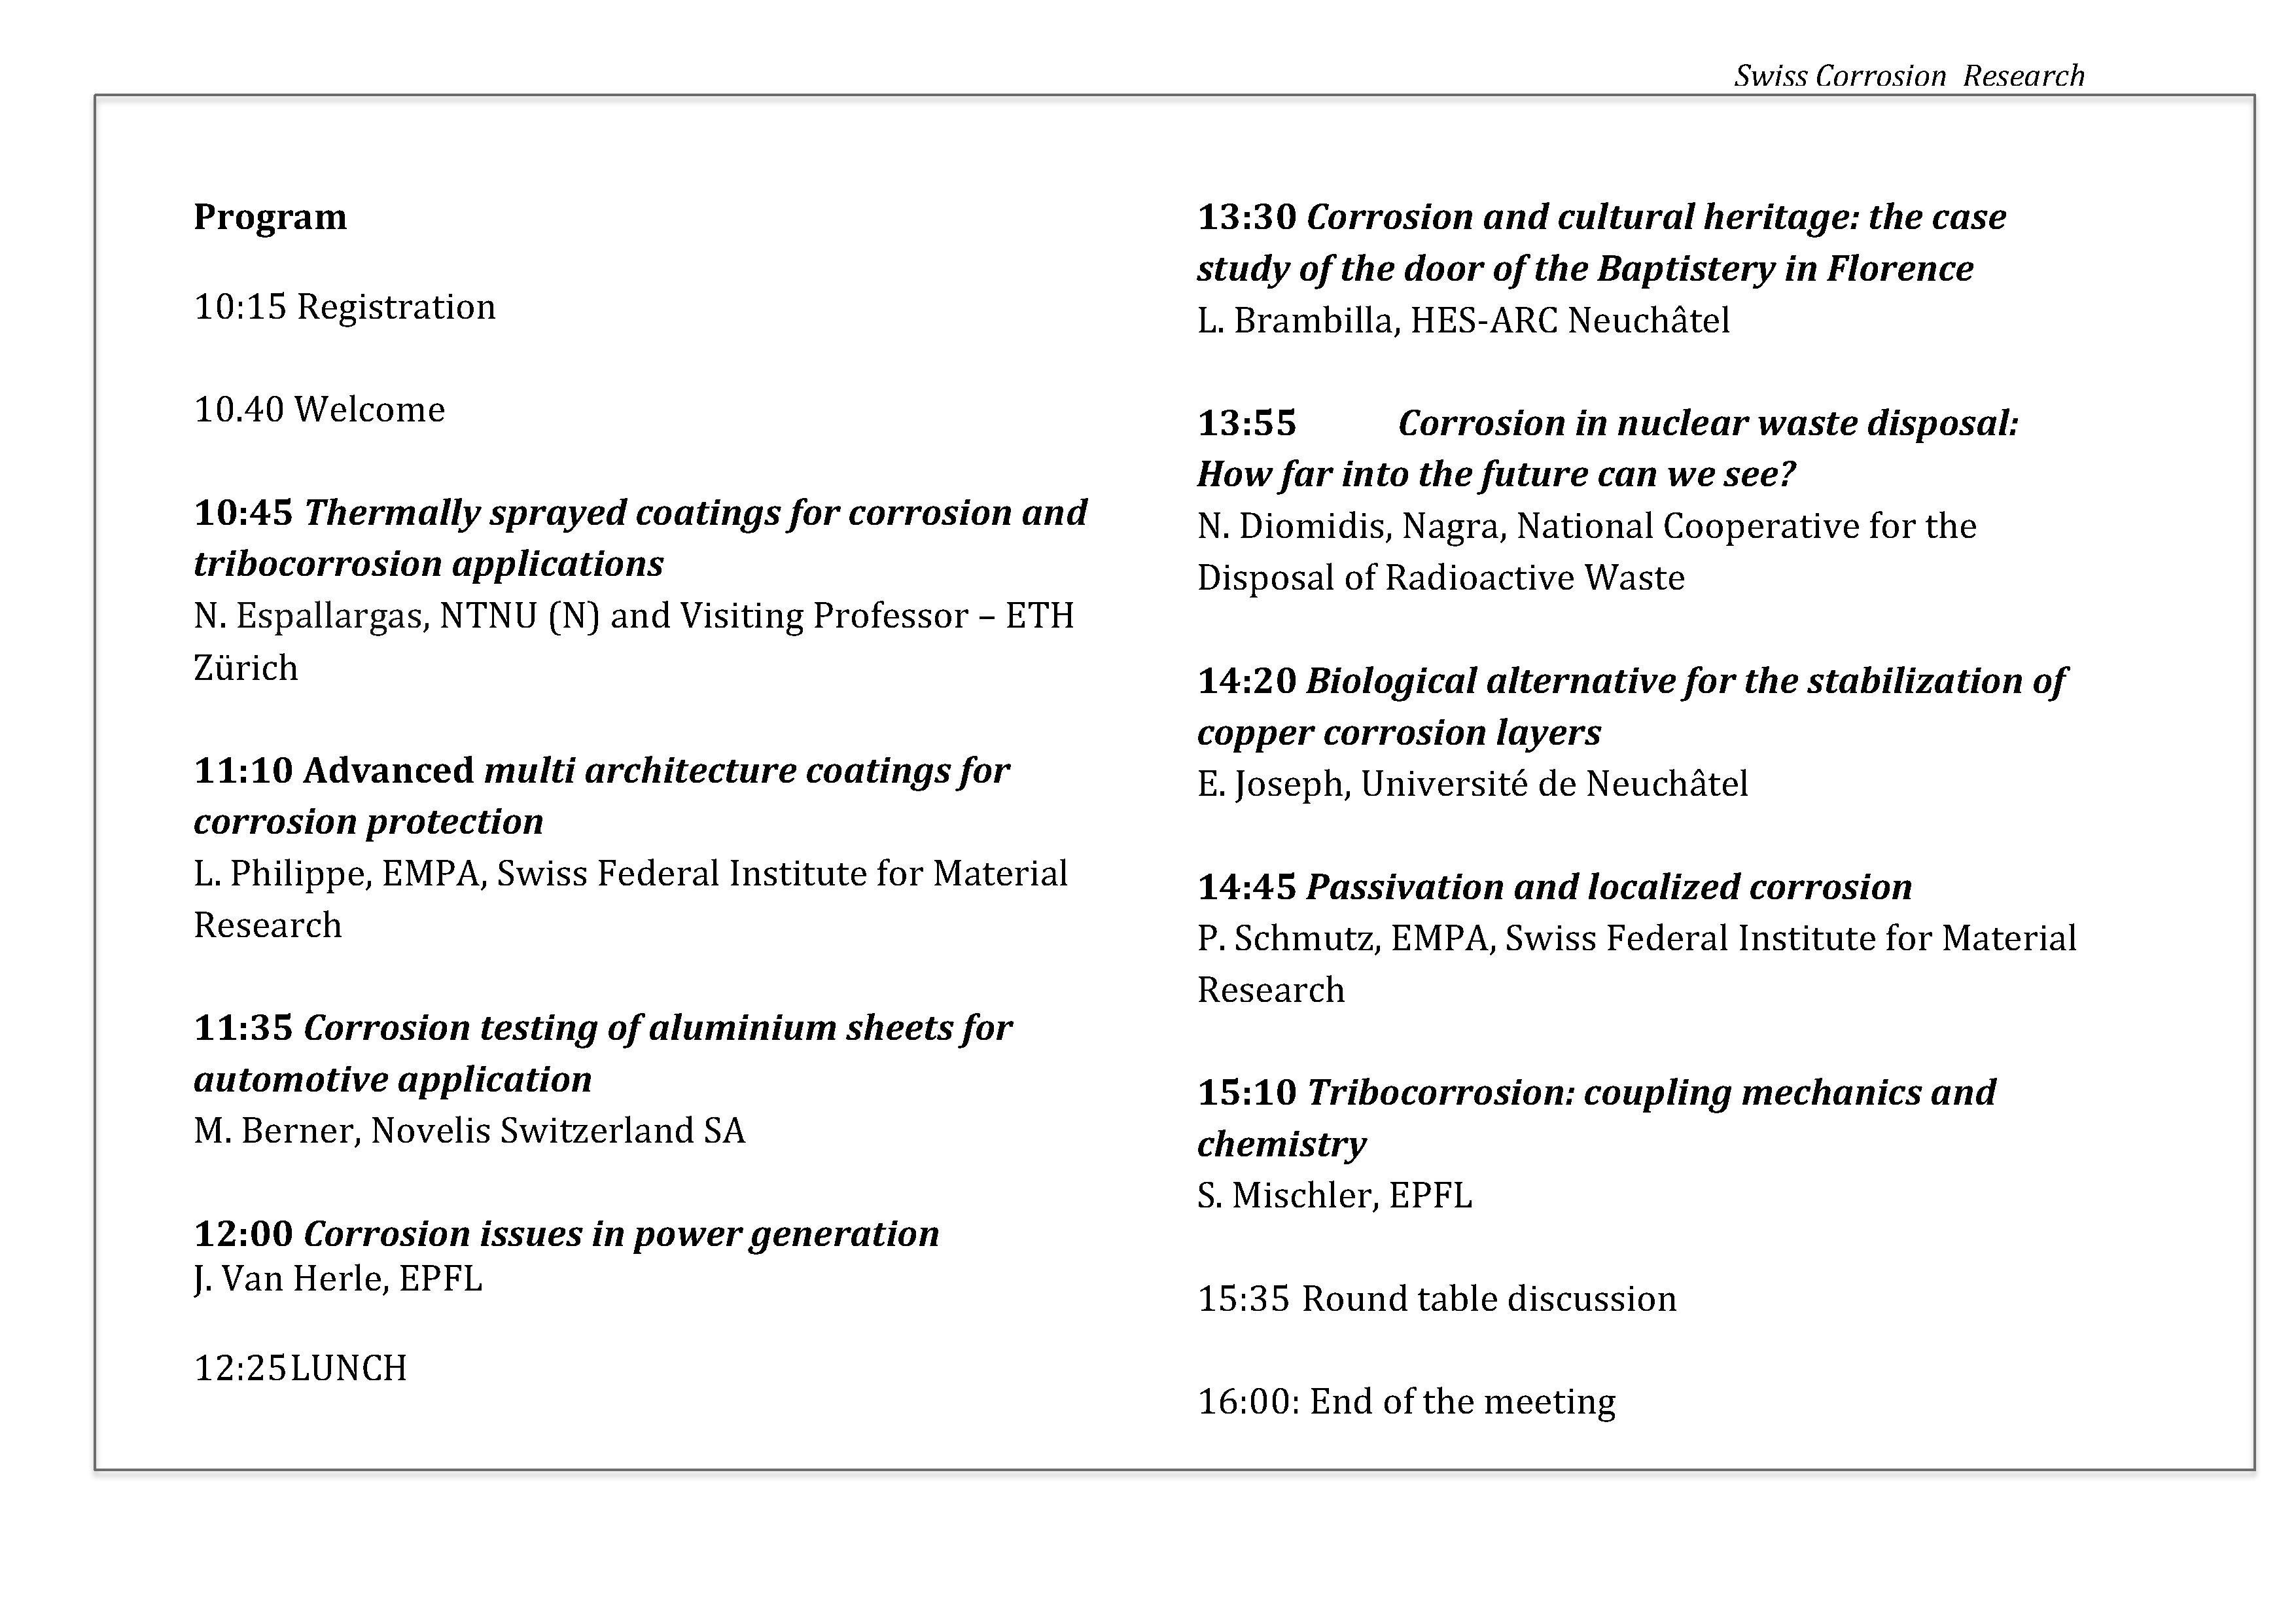 Swiss Corrosion Research
Program
10:15 Registration
10.40 Welcome
10:45 Thermally sprayed coatings for corrosion and
tribocorrosion applications
N. Espallargas, NTNU (N) and Visiting Professor – ETH
Zürich
11:10 Advanced multi architecture coatings for
corrosion protection
L. Philippe, EMPA, Swiss Federal Institute for Material
Research
11:35 Corrosion testing of aluminium sheets for
automotive application
M. Berner, Novelis Switzerland SA
12:00 Corrosion issues in power generation
J. Van Herle, EPFL
12:25 LUNCH
13:30 Corrosion and cultural heritage: the case
study of the door of the Baptistery in Florence
L. Brambilla, HES-ARC Neuchâtel
13:55 Corrosion in nuclear waste disposal:
How far into the future can we see?
N. Diomidis, Nagra, National Cooperative for the
Disposal of Radioactive Waste
14:20 Biological alternative for the stabilization of
copper corrosion layers
E. Joseph, Université de Neuchâtel
14:45 Passivation and localized corrosion
P. Schmutz, EMPA, Swiss Federal Institute for Material
Research
15:10 Tribocorrosion: coupling mechanics and
chemistry
S. Mischler, EPFL
15:35 Round table discussion
16:00: End of the meeting